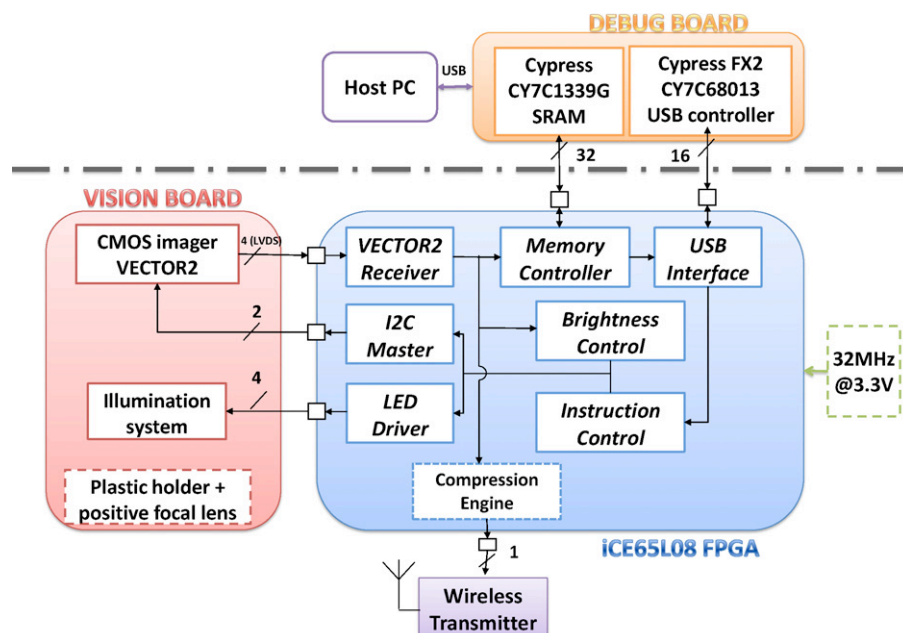 DEBUG BOARD
Host PC
USB
Cypress
CY7C1339G
SRAM
Cypress FX2
CY7C68013
USB controller
32
16
VISION BOARD
CMOS imager
VECTOR2
4 (LVDS)
VECTOR2
Receiver
Memory
Controller
USB
Interface
2
I2C
Master
Brightness
Control
32MHz
@3.3V
Illumination
system
4
LED
Driver
Instruction
Control
Plastic holder +
positive focal lens
Compression
Engine
iCE65L08 FPGA
1
Wireless
Transmitter